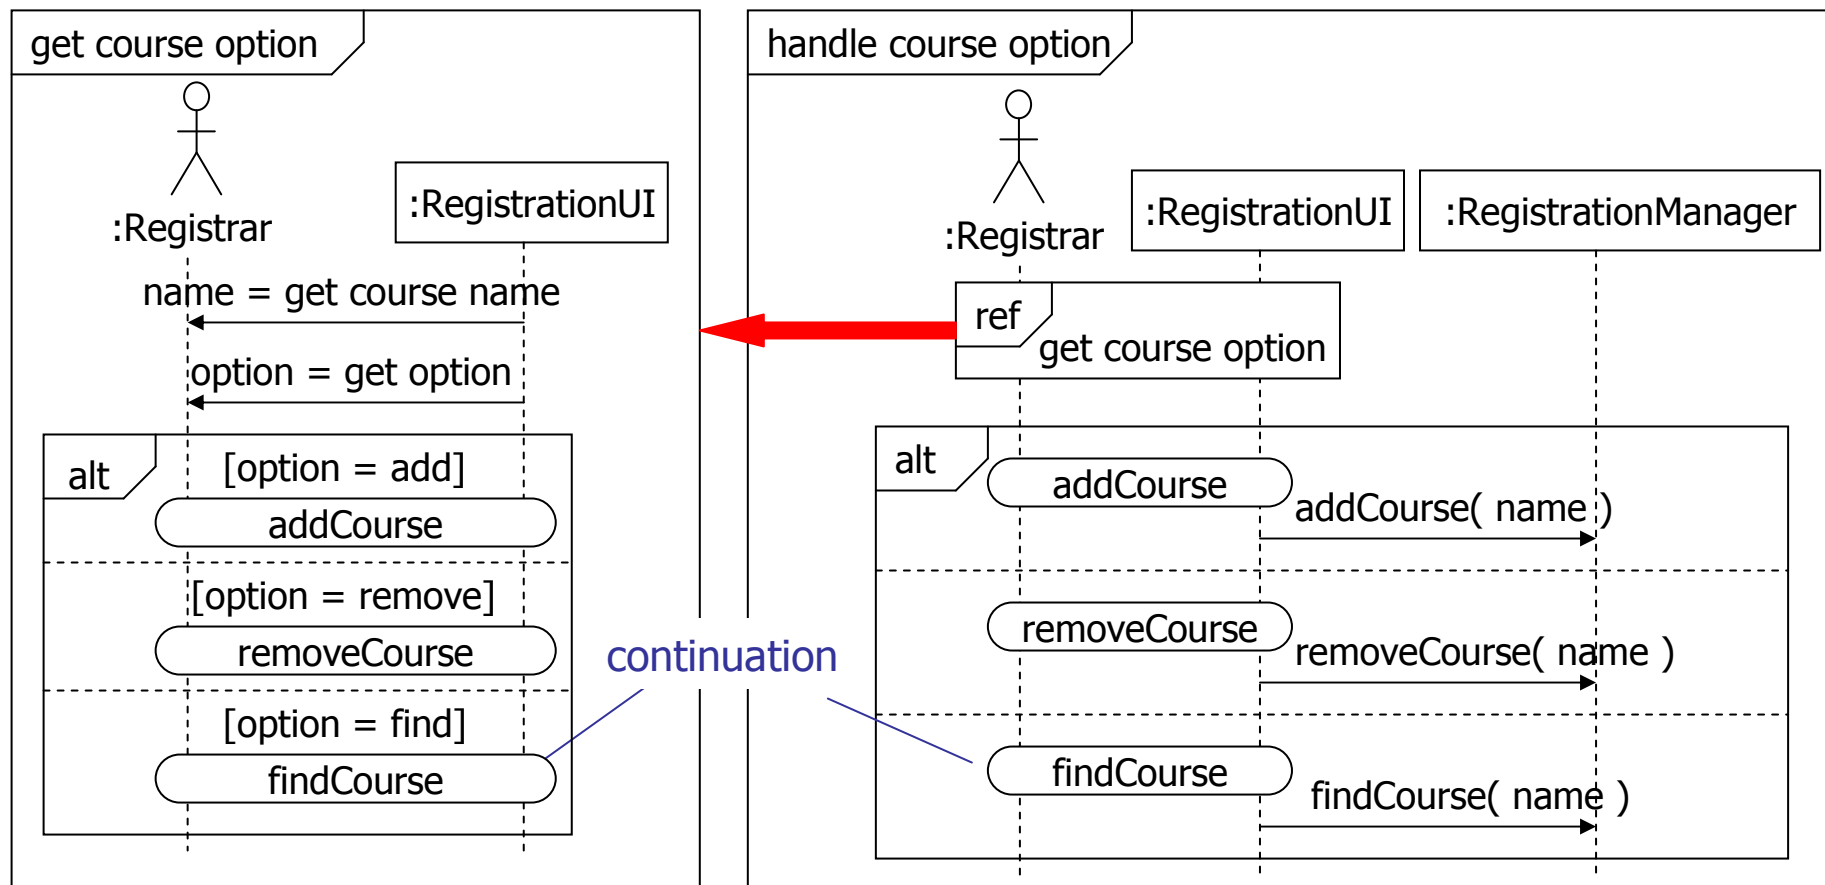 get course option
:Registrar
:RegistrationUI
name = get course name
option = get option
alt
[option = add]
addCourse
[option = remove]
removeCourse
[option = find]
findCourse
continuation
handle course option
:Registrar
:RegistrationUI
:RegistrationManager
ref
get course option
alt
addCourse
addCourse( name )
removeCourse
removeCourse( name )
findCourse
findCourse( name )